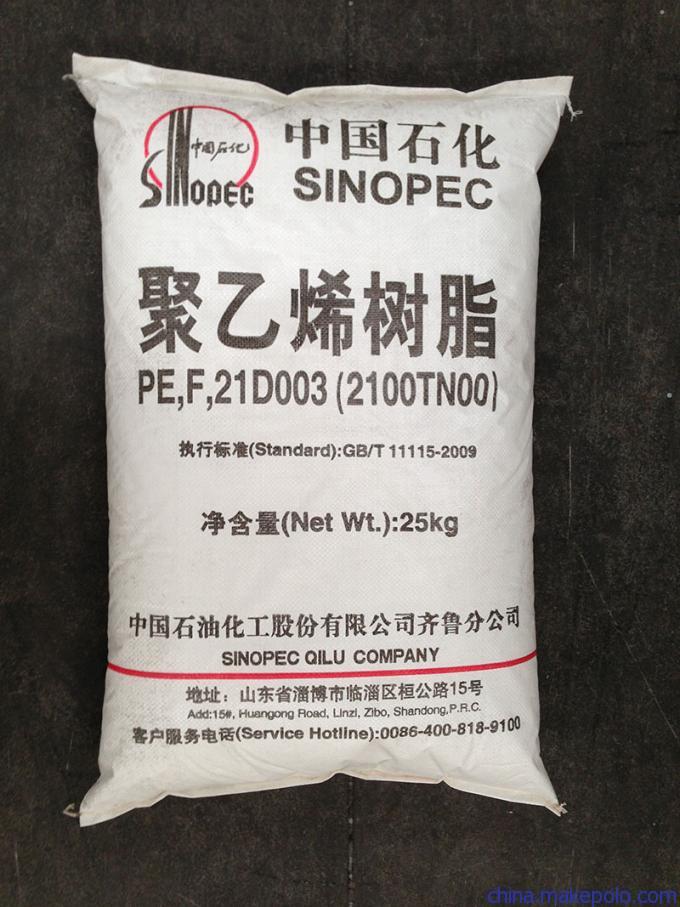 中国石化
SINOPEC
中国石化
SINOPEC
聚乙烯树脂
PE,F,21D003(2100TN00)
执行标准(Standard):GB/T 11115-2009
净含量(Net Wt.):25kg
中国石油化工股份有限公司齐鲁分公司
SINOPEC QILU COMPANY
地址：山东省淄博市临淄区桓公路15号
Add:15#, Huangong Road, Linzi, Zibo, Shandong,P.R.C.
客户服务电话(Service Hotline):0086-400-818-9100
china.makepolo.com